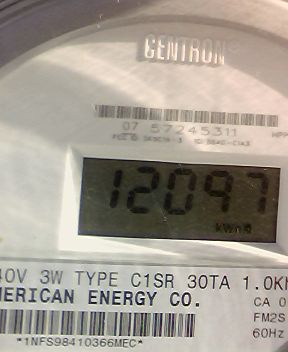 CENTRON
07 57245311
12097
kWh
40V 3W TYPE C1SR 30TA 1.0K
MERICAN ENERGY CO.
CA 0
FM2S
60Hz
*1NFS98410366MEC*